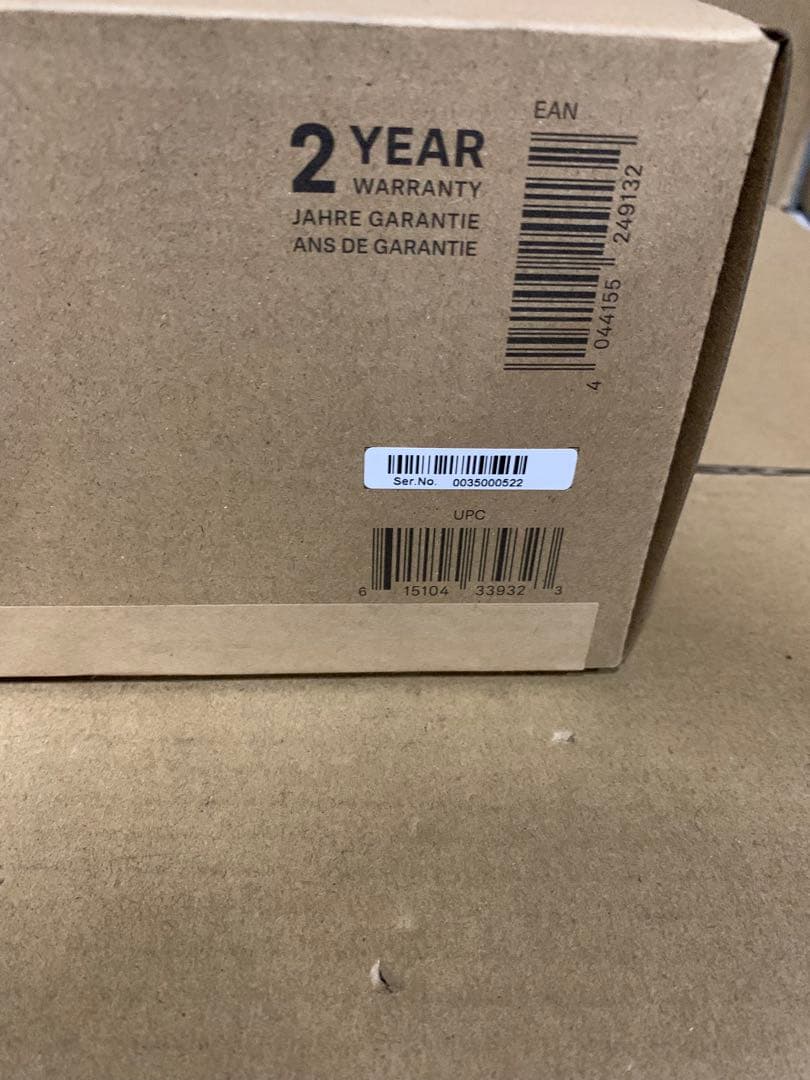 2 YEAR
WARRANTY
JAHRE GARANTIE
ANS DE GARANTIE
EAN
4 044155 249132
Ser.No. 0035000522
UPC
6 15104 33932 3